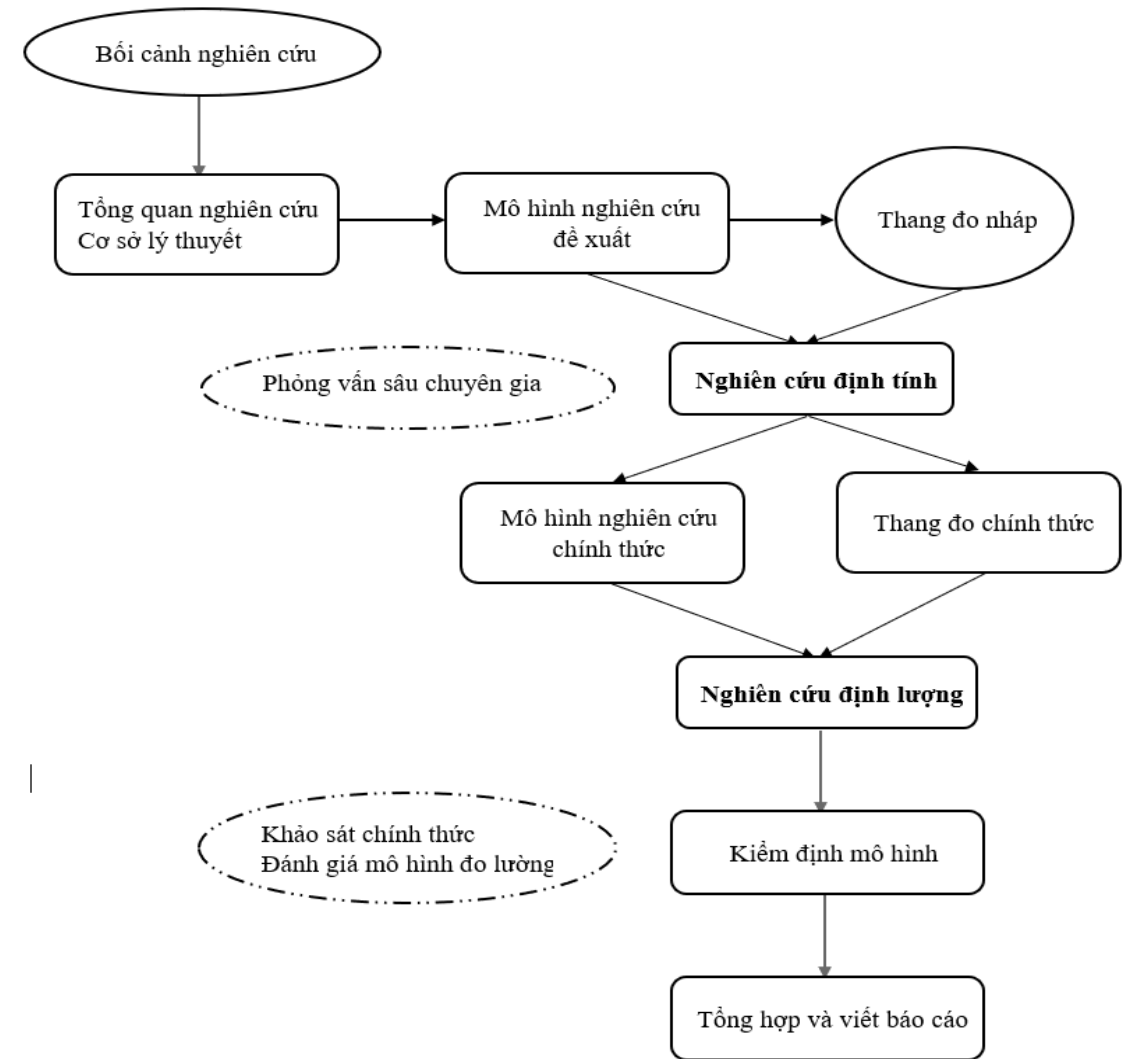 Bối cảnh nghiên cứu
Tổng quan nghiên cứu
Cơ sở lý thuyết
Mô hình nghiên cứu
đề xuất
Thang đo nháp
Phỏng vấn sâu chuyên gia
Nghiên cứu định tính
Mô hình nghiên cứu
chính thức
Thang đo chính thức
Nghiên cứu định lượng
Khảo sát chính thức
Đánh giá mô hình đo lường
Kiểm định mô hình
Tổng hợp và viết báo cáo